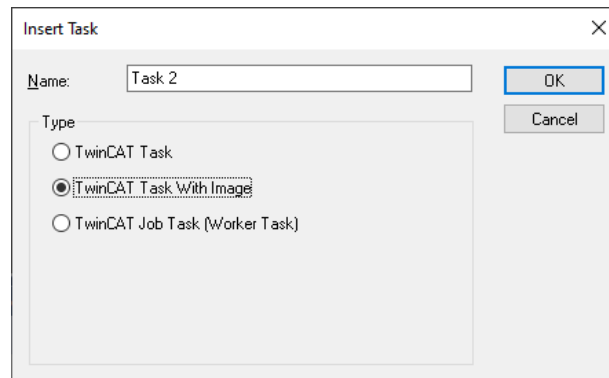 Insert Task
Name:
Task 2
OK
Cancel
Type
TwinCAT Task
TwinCAT Task With Image
TwinCAT Job Task (Worker Task)